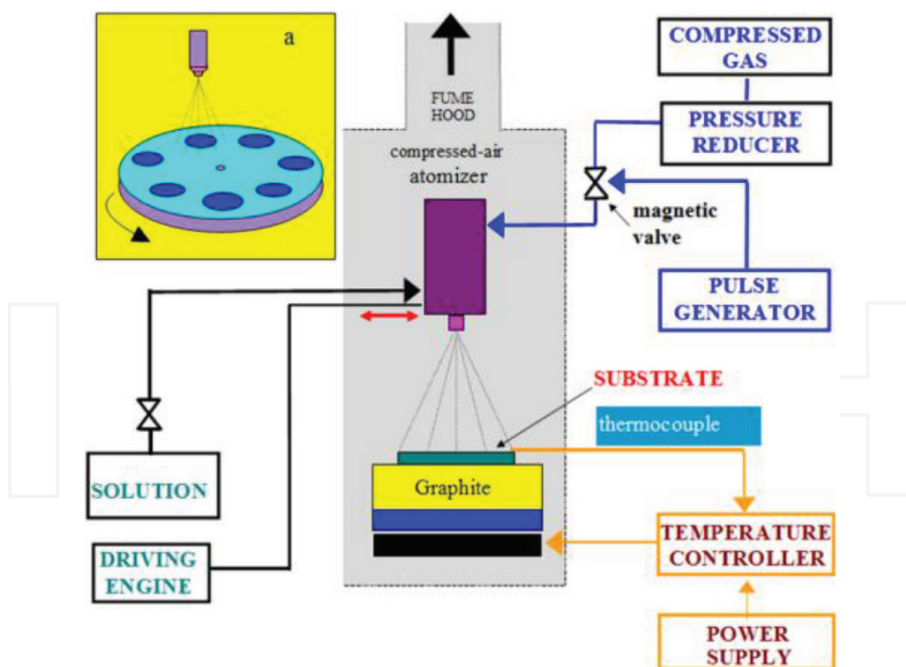 a
FUME
HOOD
compressed-air
atomizer
COMPRESSED
GAS
PRESSURE
REDUCER
magnetic
valve
PULSE
GENERATOR
SUBSTRATE
thermocouple
SOLUTION
Graphite
DRIVING
ENGINE
TEMPERATURE
CONTROLLER
POWER
SUPPLY